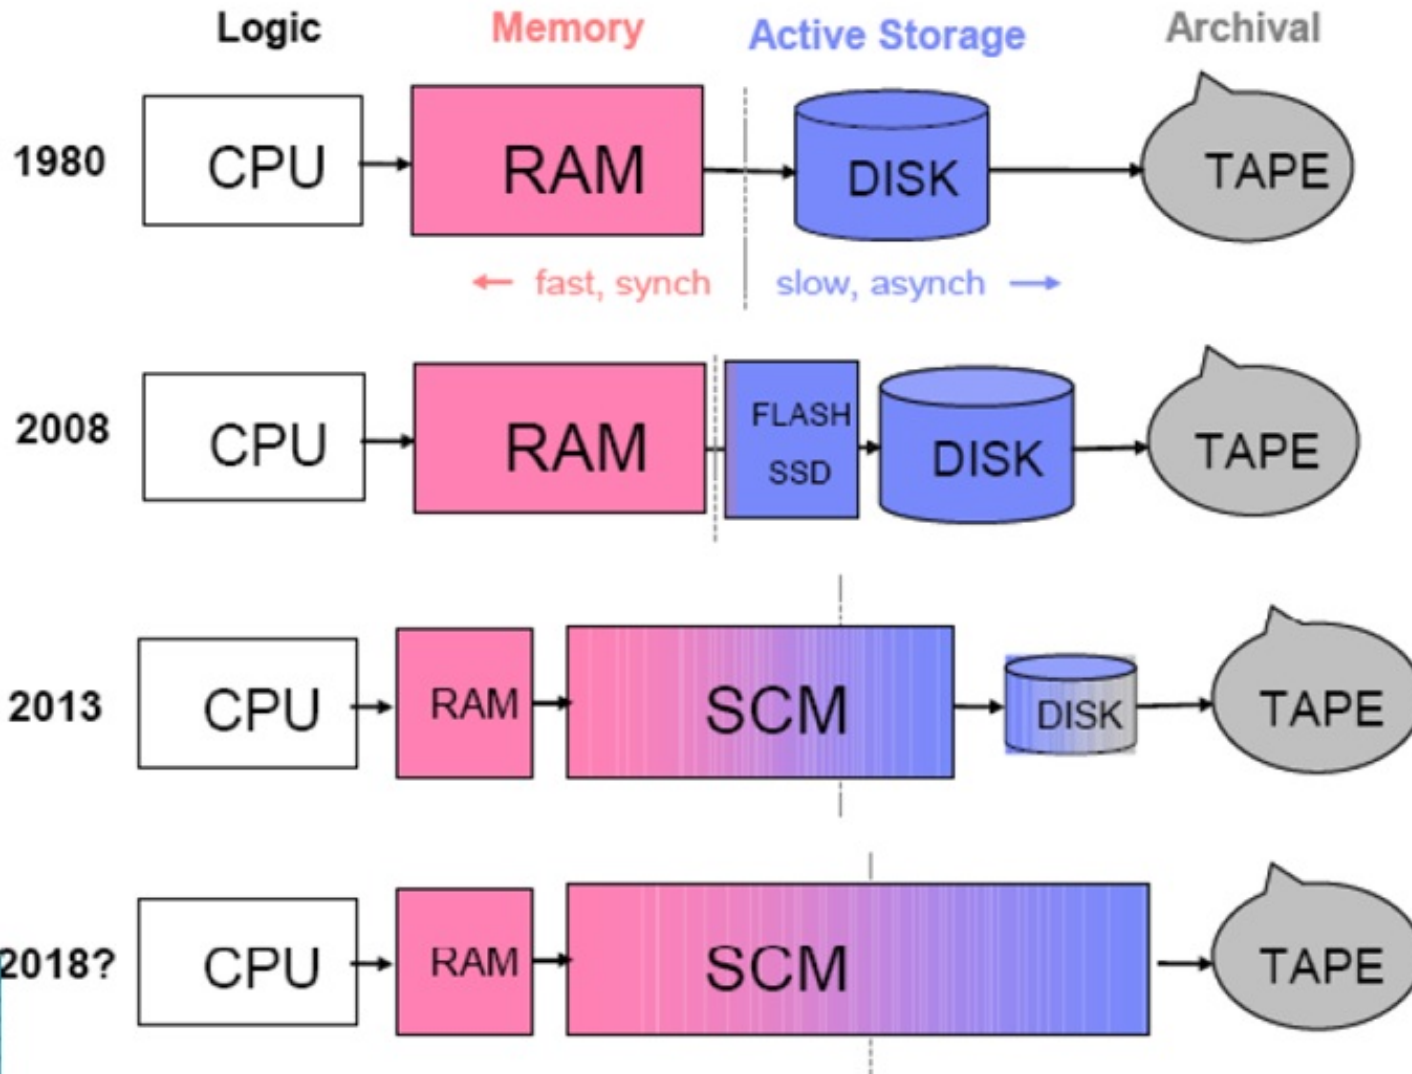 Logic Memory Active Storage Archival
1980 CPU RAM DISK TAPE
fast, synch slow, asynch
2008 CPU RAM FLASH SSD DISK TAPE
2013 CPU RAM SCM DISK TAPE
2018? CPU RAM SCM TAPE